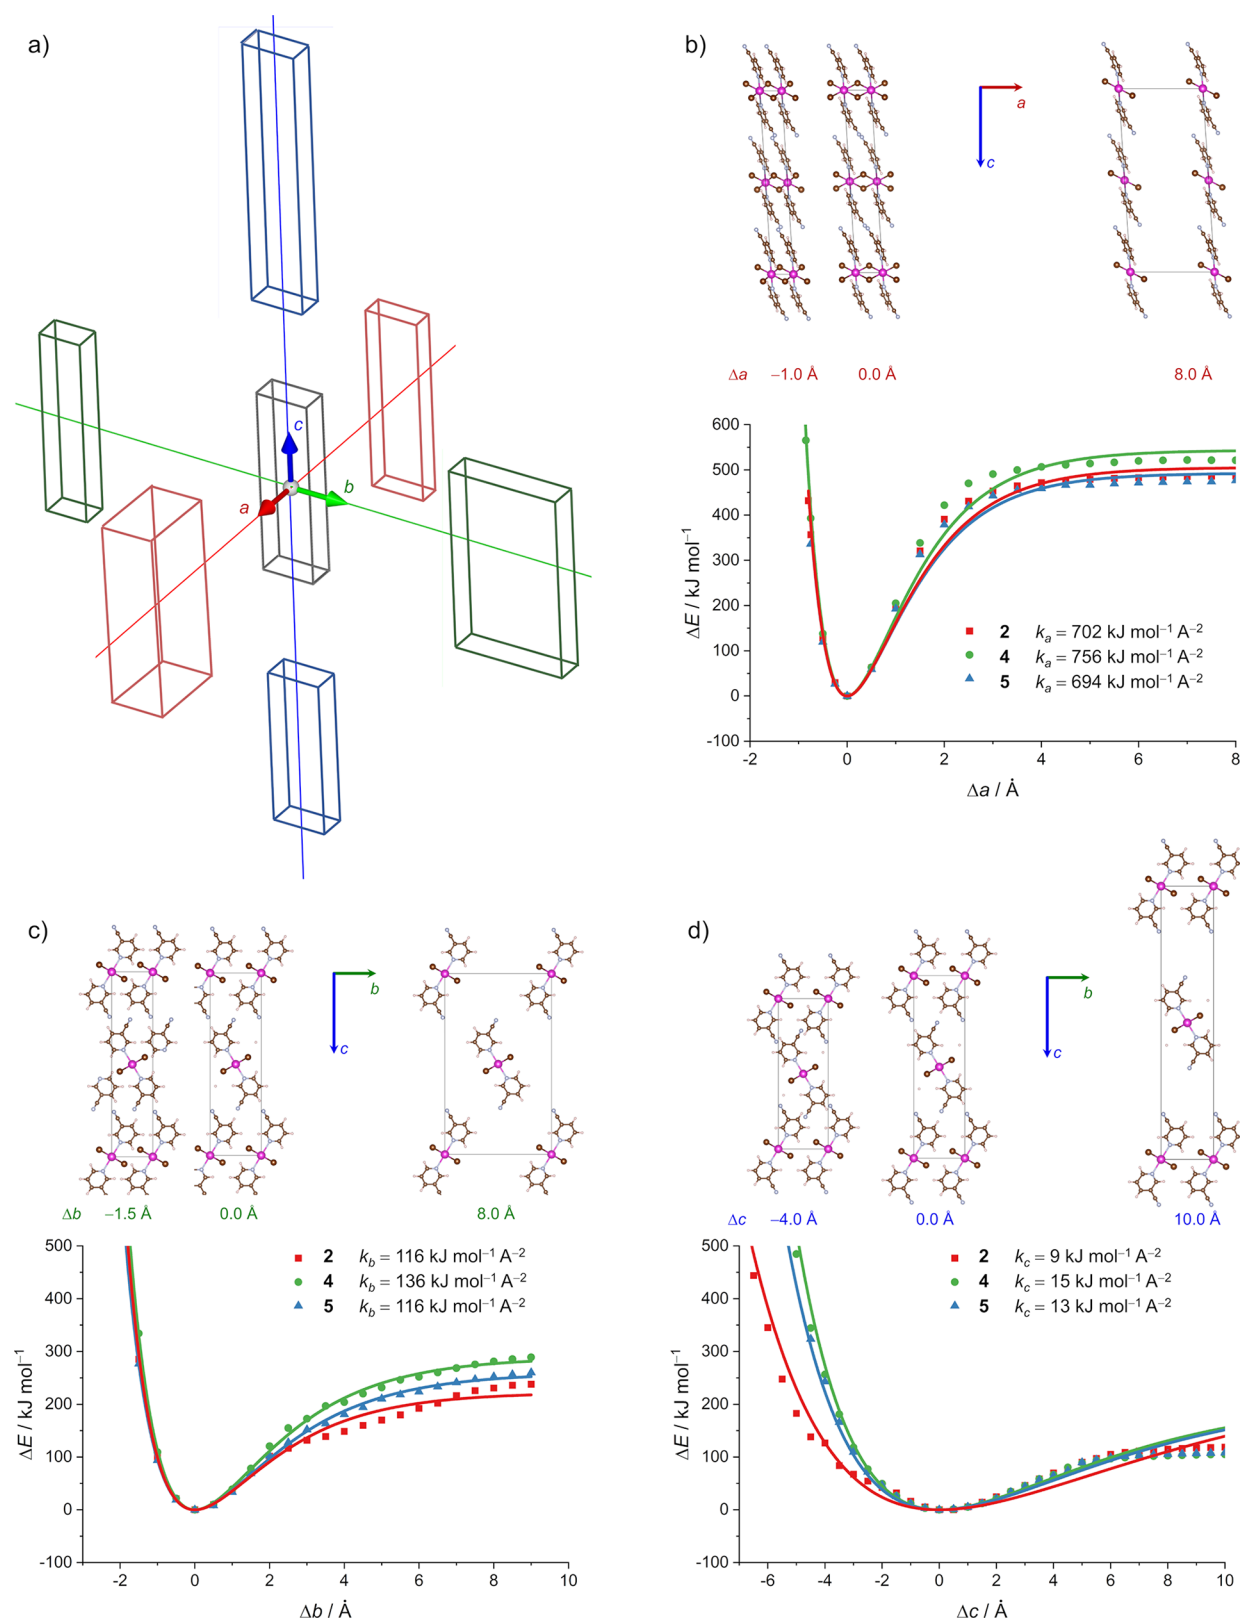 a)
c
b
a
b)
a
c
Δa −1.0 Å 0.0 Å 8.0 Å
600
500
400
300
200
100
0
-100
ΔE / kJ mol⁻¹
2 kₐ = 702 kJ mol⁻¹ A⁻²
4 kₐ = 756 kJ mol⁻¹ A⁻²
5 kₐ = 694 kJ mol⁻¹ A⁻²
-2 0 2 4 6 8
Δa / Å
c)
b
c
Δb −1.5 Å 0.0 Å 8.0 Å
500
400
300
200
100
0
-100
ΔE / kJ mol⁻¹
2 k_b = 116 kJ mol⁻¹ A⁻²
4 k_b = 136 kJ mol⁻¹ A⁻²
5 k_b = 116 kJ mol⁻¹ A⁻²
-2 0 2 4 6 8 10
Δb / Å
d)
b
c
Δc −4.0 Å 0.0 Å 10.0 Å
500
400
300
200
100
0
-100
ΔE / kJ mol⁻¹
2 k_c = 9 kJ mol⁻¹ A⁻²
4 k_c = 15 kJ mol⁻¹ A⁻²
5 k_c = 13 kJ mol⁻¹ A⁻²
-6 -4 -2 0 2 4 6 8 10
Δc / Å